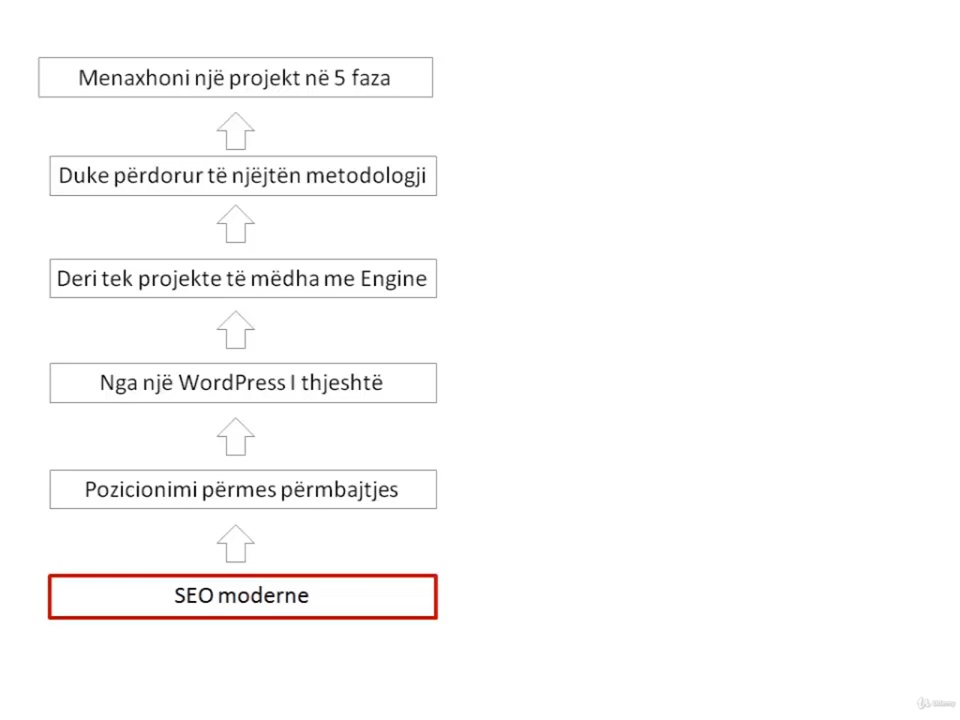 Menaxhoni një projekt në 5 faza
Duke përdorur të njëjtën metodologji
Deri tek projekte të mëdha me Engine
Nga një WordPress I thjeshtë
Pozicionimi përmes përmbajtjes
SEO moderne
Udemy